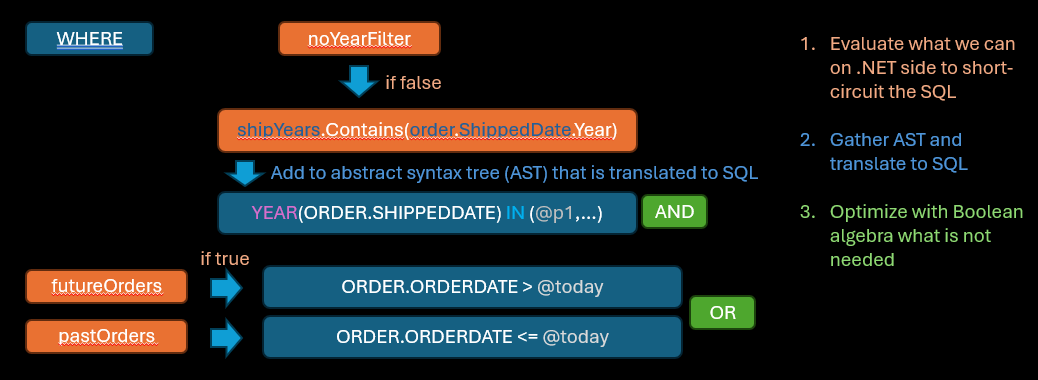 WHERE
noYearFilter
if false
shipYears.Contains(order.ShippedDate.Year)
Add to abstract syntax tree (AST) that is translated to SQL
YEAR(ORDER.SHIPPEDDATE) IN (@p1,...)
AND
if true
futureOrders
ORDER.ORDERDATE > @today
OR
pastOrders
ORDER.ORDERDATE <= @today
1. Evaluate what we can
on .NET side to short-
circuit the SQL
2. Gather AST and
translate to SQL
3. Optimize with Boolean
algebra what is not
needed